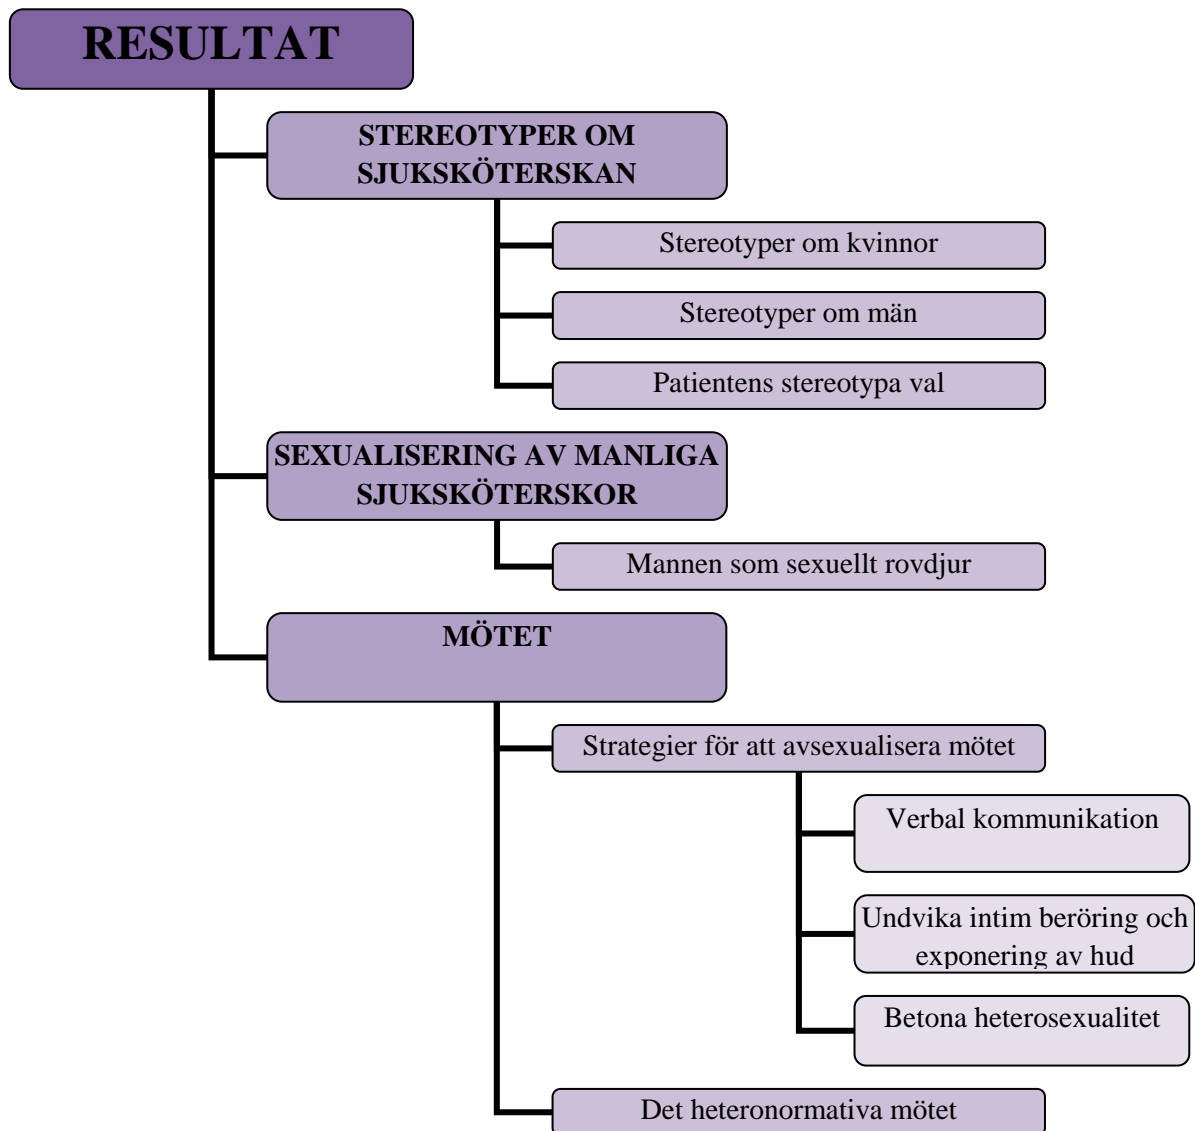 RESULTAT
STEREOTYPER OM
SJUKSKÖTERSKAN
Stereotyper om kvinnor
Stereotyper om män
Patientens stereotypa val
SEXUALISERING AV MANLIGA
SJUKSKÖTERSKOR
Mannen som sexuellt rovdjur
MÖTET
Strategier för att avsexualisera mötet
Verbal kommunikation
Undvika intim beröring och
exponering av hud
Betona heterosexualitet
Det heteronormativa mötet